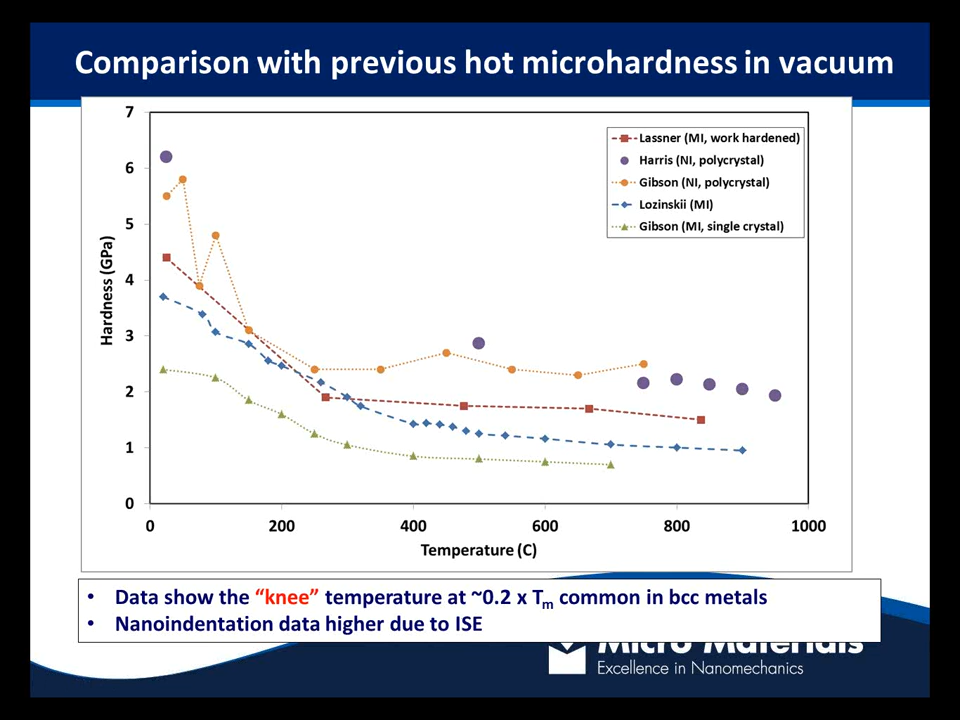 Comparison with previous hot microhardness in vacuum
7
6
5
4
3
2
1
0
Hardness (GPa)
Lassner (MI, work hardened)
Harris (NI, polycrystal)
Gibson (NI, polycrystal)
Lozinskii (MI)
Gibson (MI, single crystal)
0 200 400 600 800 1000
Temperature (C)
• Data show the “knee” temperature at ~0.2 x Tm common in bcc metals
• Nanoindentation data higher due to ISE
Micro Materials
Excellence in Nanomechanics